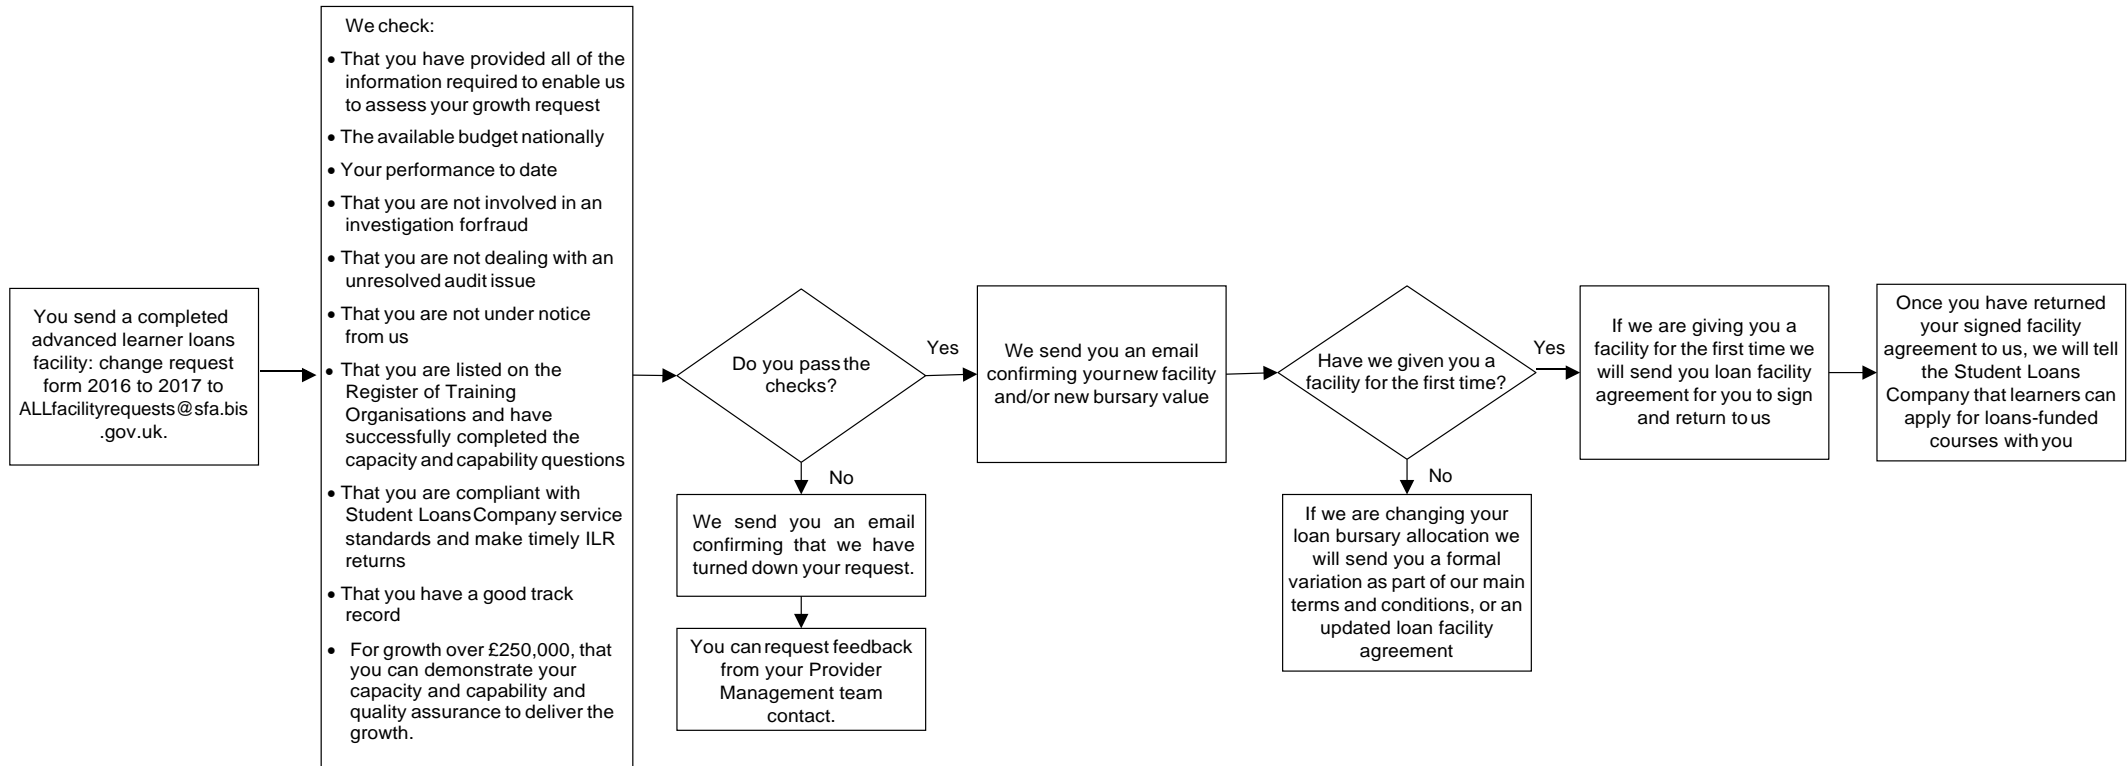 You send a completed
advanced learner loans
facility: change request
form 2016 to 2017 to
ALLfacilityrequests@sfa.bis
.gov.uk.
We check:
• That you have provided all of the
information required to enable us
to assess your growth request
• The available budget nationally
• Your performance to date
• That you are not involved in an
investigation forfraud
• That you are not dealing with an
unresolved audit issue
• That you are not under notice
from us
• That you are listed on the
Register of Training
Organisations and have
successfully completed the
capacity and capability questions
• That you are compliant with
Student Loans Company service
standards and make timely ILR
returns
• That you have a good track
record
• For growth over £250,000, that
you can demonstrate your
capacity and capability and
quality assurance to deliver the
growth.
Do you pass the
checks?
Yes
No
We send you an email
confirming that we have
turned down your request.
You can request feedback
from your Provider
Management team
contact.
We send you an email
confirming your new facility
and/or new bursary value
Have we given you a
facility for the first time?
Yes
No
If we are changing your
loan bursary allocation we
will send you a formal
variation as part of our main
terms and conditions, or an
updated loan facility
agreement
If we are giving you a
facility for the first time we
will send you loan facility
agreement for you to sign
and return to us
Once you have returned
your signed facility
agreement to us, we will tell
the Student Loans
Company that learners can
apply for loans-funded
courses with you